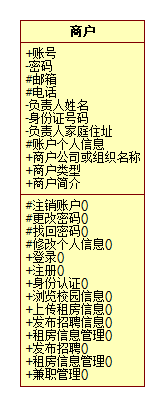 商户
+账号
-密码
#邮箱
#电话
-负责人姓名
-身份证号码
-负责人家庭住址
#账户个人信息
+商户公司或组织名称
+商户类型
+商户简介
#注销账户()
#更改密码()
#找回密码()
#修改个人信息()
+登录()
+注册()
+身份认证()
+浏览校园信息()
+上传租房信息()
+发布招聘信息()
+租房信息管理()
+发布招聘()
+租房信息管理()
+兼职管理()